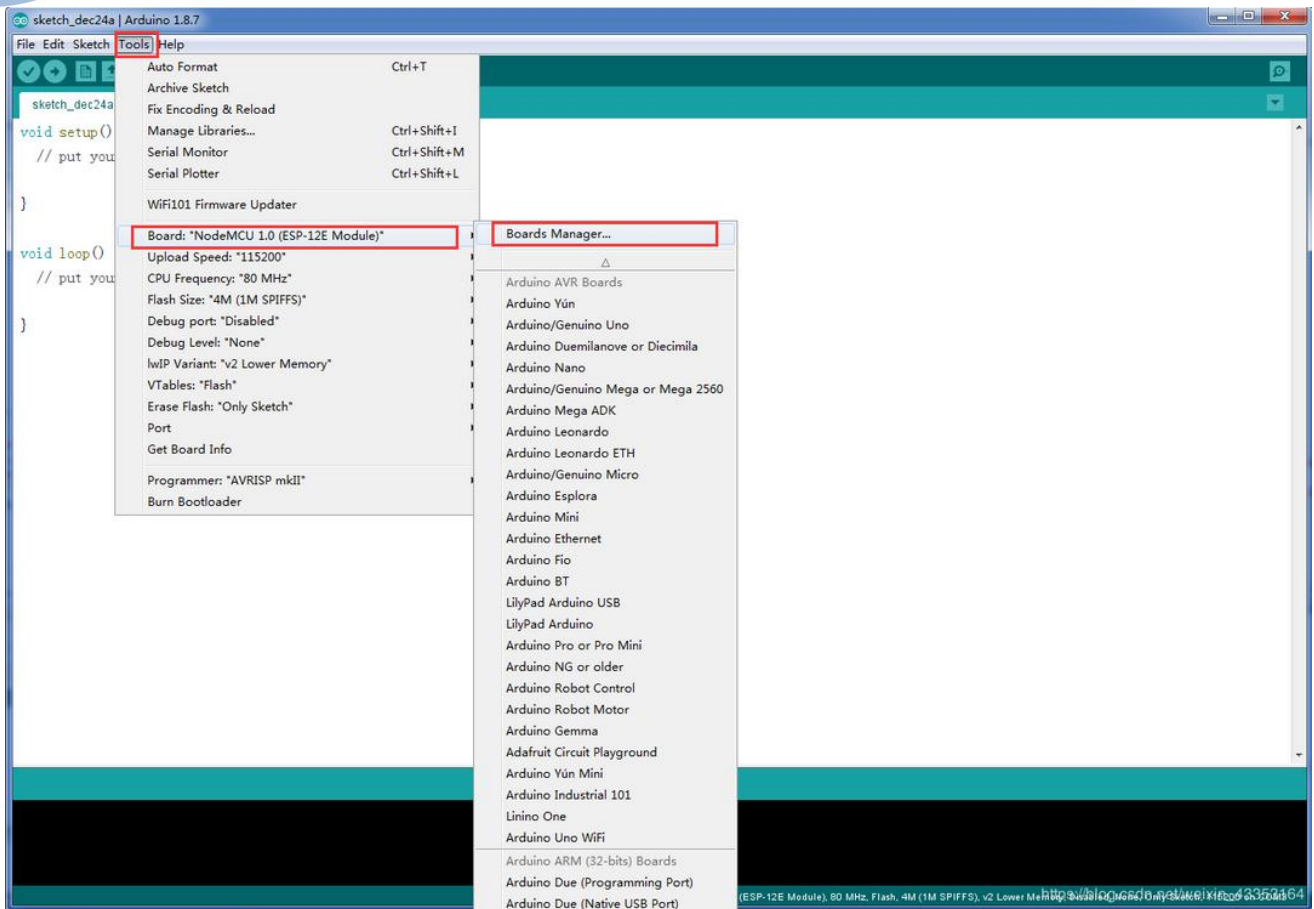 sketch_dec24a | Arduino 1.8.7
File Edit Sketch Tools Help
sketch_dec24a
void setup()
// put you
}
void loop()
// put you
}
Auto Format Ctrl+T
Archive Sketch
Fix Encoding & Reload
Manage Libraries... Ctrl+Shift+I
Serial Monitor Ctrl+Shift+M
Serial Plotter Ctrl+Shift+L
WiFi101 Firmware Updater
Board: "NodeMCU 1.0 (ESP-12E Module)"
Upload Speed: "115200"
CPU Frequency: "80 MHz"
Flash Size: "4M (1M SPIFFS)"
Debug port: "Disabled"
Debug Level: "None"
lwIP Variant: "v2 Lower Memory"
VTables: "Flash"
Erase Flash: "Only Sketch"
Port
Get Board Info
Programmer: "AVRISP mkII"
Burn Bootloader
Boards Manager...
Arduino AVR Boards
Arduino Yún
Arduino/Genuino Uno
Arduino Duemilanove or Diecimila
Arduino Nano
Arduino/Genuino Mega or Mega 2560
Arduino Mega ADK
Arduino Leonardo
Arduino Leonardo ETH
Arduino/Genuino Micro
Arduino Esplora
Arduino Mini
Arduino Ethernet
Arduino Fio
Arduino BT
LilyPad Arduino USB
LilyPad Arduino
Arduino Pro or Pro Mini
Arduino NG or older
Arduino Robot Control
Arduino Robot Motor
Arduino Gemma
Adafruit Circuit Playground
Arduino Yún Mini
Arduino Industrial 101
Linino One
Arduino Uno WiFi
Arduino ARM (32-bits) Boards
Arduino Due (Programming Port)
Arduino Due (Native USB Port)
(ESP-12E Module), 80 MHz, Flash, 4M (1M SPIFFS), v2 Lower
https://blog.csdn.net/weixin_43353164